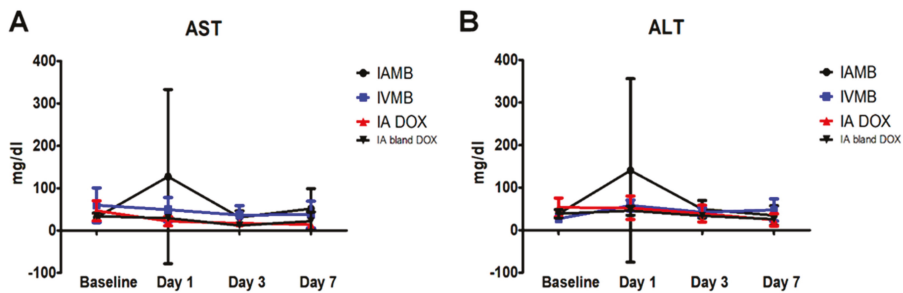 A
AST
mg/dl
400
300
200
100
0
-100
Baseline Day 1 Day 3 Day 7
IAMB
IVMB
IA DOX
IA bland DOX
B
ALT
mg/dl
400
300
200
100
0
-100
Baseline Day 1 Day 3 Day 7
IAMB
IVMB
IA DOX
IA bland DOX